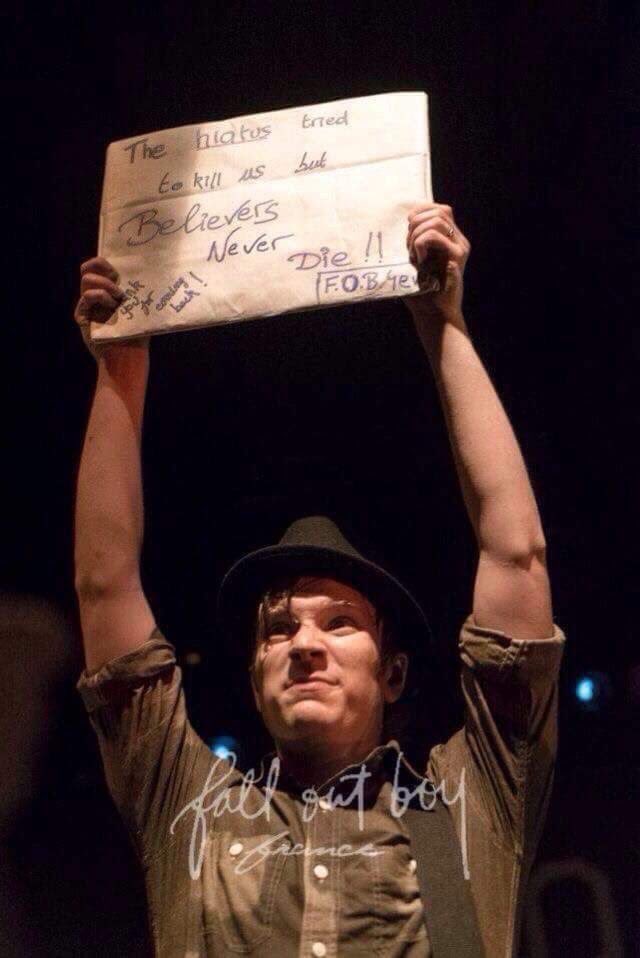 The hiatus tried
to kill us but
Believers
Never
Die !!
F.O.B. 4ev
thank you
for coming
back !
fall out boy
france